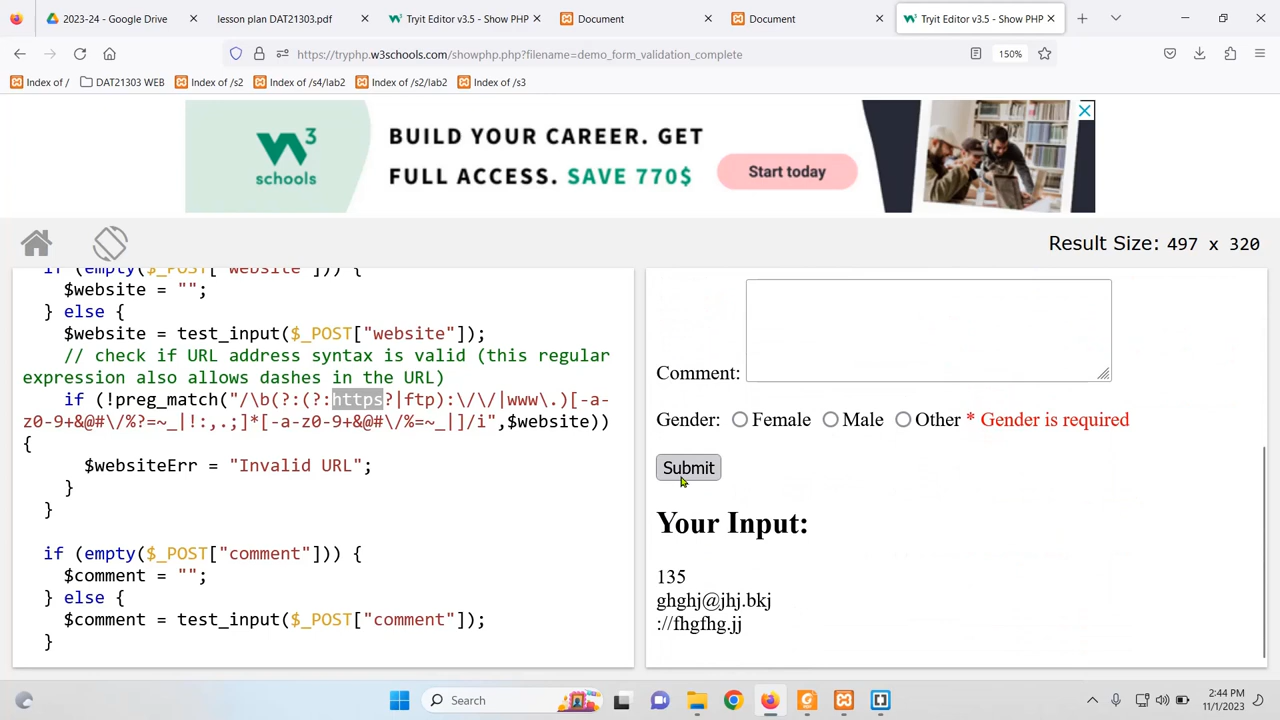 2023-24 - Google Drive
lesson plan DAT21303.pdf
Tryit Editor v3.5 - Show PHP
Document
Document
Tryit Editor v3.5 - Show PHP
https://tryphp.w3schools.com/showphp.php?filename=demo_form_validation_complete
150%
Index of /
DAT21303 WEB
Index of /s2
Index of /s4/lab2
Index of /s2/lab2
Index of /s3
W3 schools
BUILD YOUR CAREER. GET
FULL ACCESS. SAVE 770$
Start today
Result Size: 497 x 320
if (empty($_POST["website"])) {
$website = "";
} else {
$website = test_input($_POST["website"]);
// check if URL address syntax is valid (this regular
expression also allows dashes in the URL)
if (!preg_match("/\b(?:(?:https?|ftp):\/\/|www\.)[-a-
z0-9+&@#\/%?=~_|!:,.;]*[-a-z0-9+&@#\/%=~_|]/i",$website))
{
$websiteErr = "Invalid URL";
}
}
if (empty($_POST["comment"])) {
$comment = "";
} else {
$comment = test_input($_POST["comment"]);
}
Comment:
Gender: Female Male Other * Gender is required
Submit
Your Input:
135
ghghj@jhj.bkj
://fhgfhg.jj
Search
2:44 PM
11/1/2023